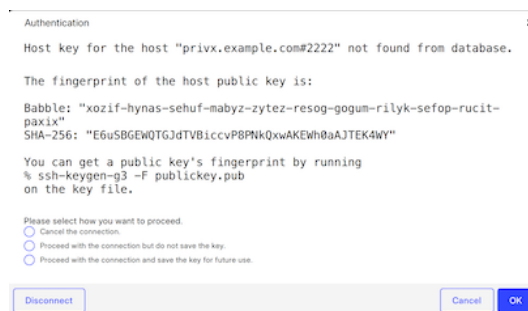 Authentication
Host key for the host "privx.example.com#2222" not found from database.
The fingerprint of the host public key is:
Babble: "xozif-hynas-sehuf-mabyz-zytez-resog-gogum-rilyk-sefop-rucit-
paxix"
SHA-256: "E6uSBGEWQTGJdTVBiccvP8PNkQxwAKEWh0aAJTEK4WY"
You can get a public key's fingerprint by running
% ssh-keygen-g3 -F publickey.pub
on the key file.
Please select how you want to proceed.
Cancel the connection.
Proceed with the connection but do not save the key.
Proceed with the connection and save the key for future use.
Disconnect
Cancel
OK